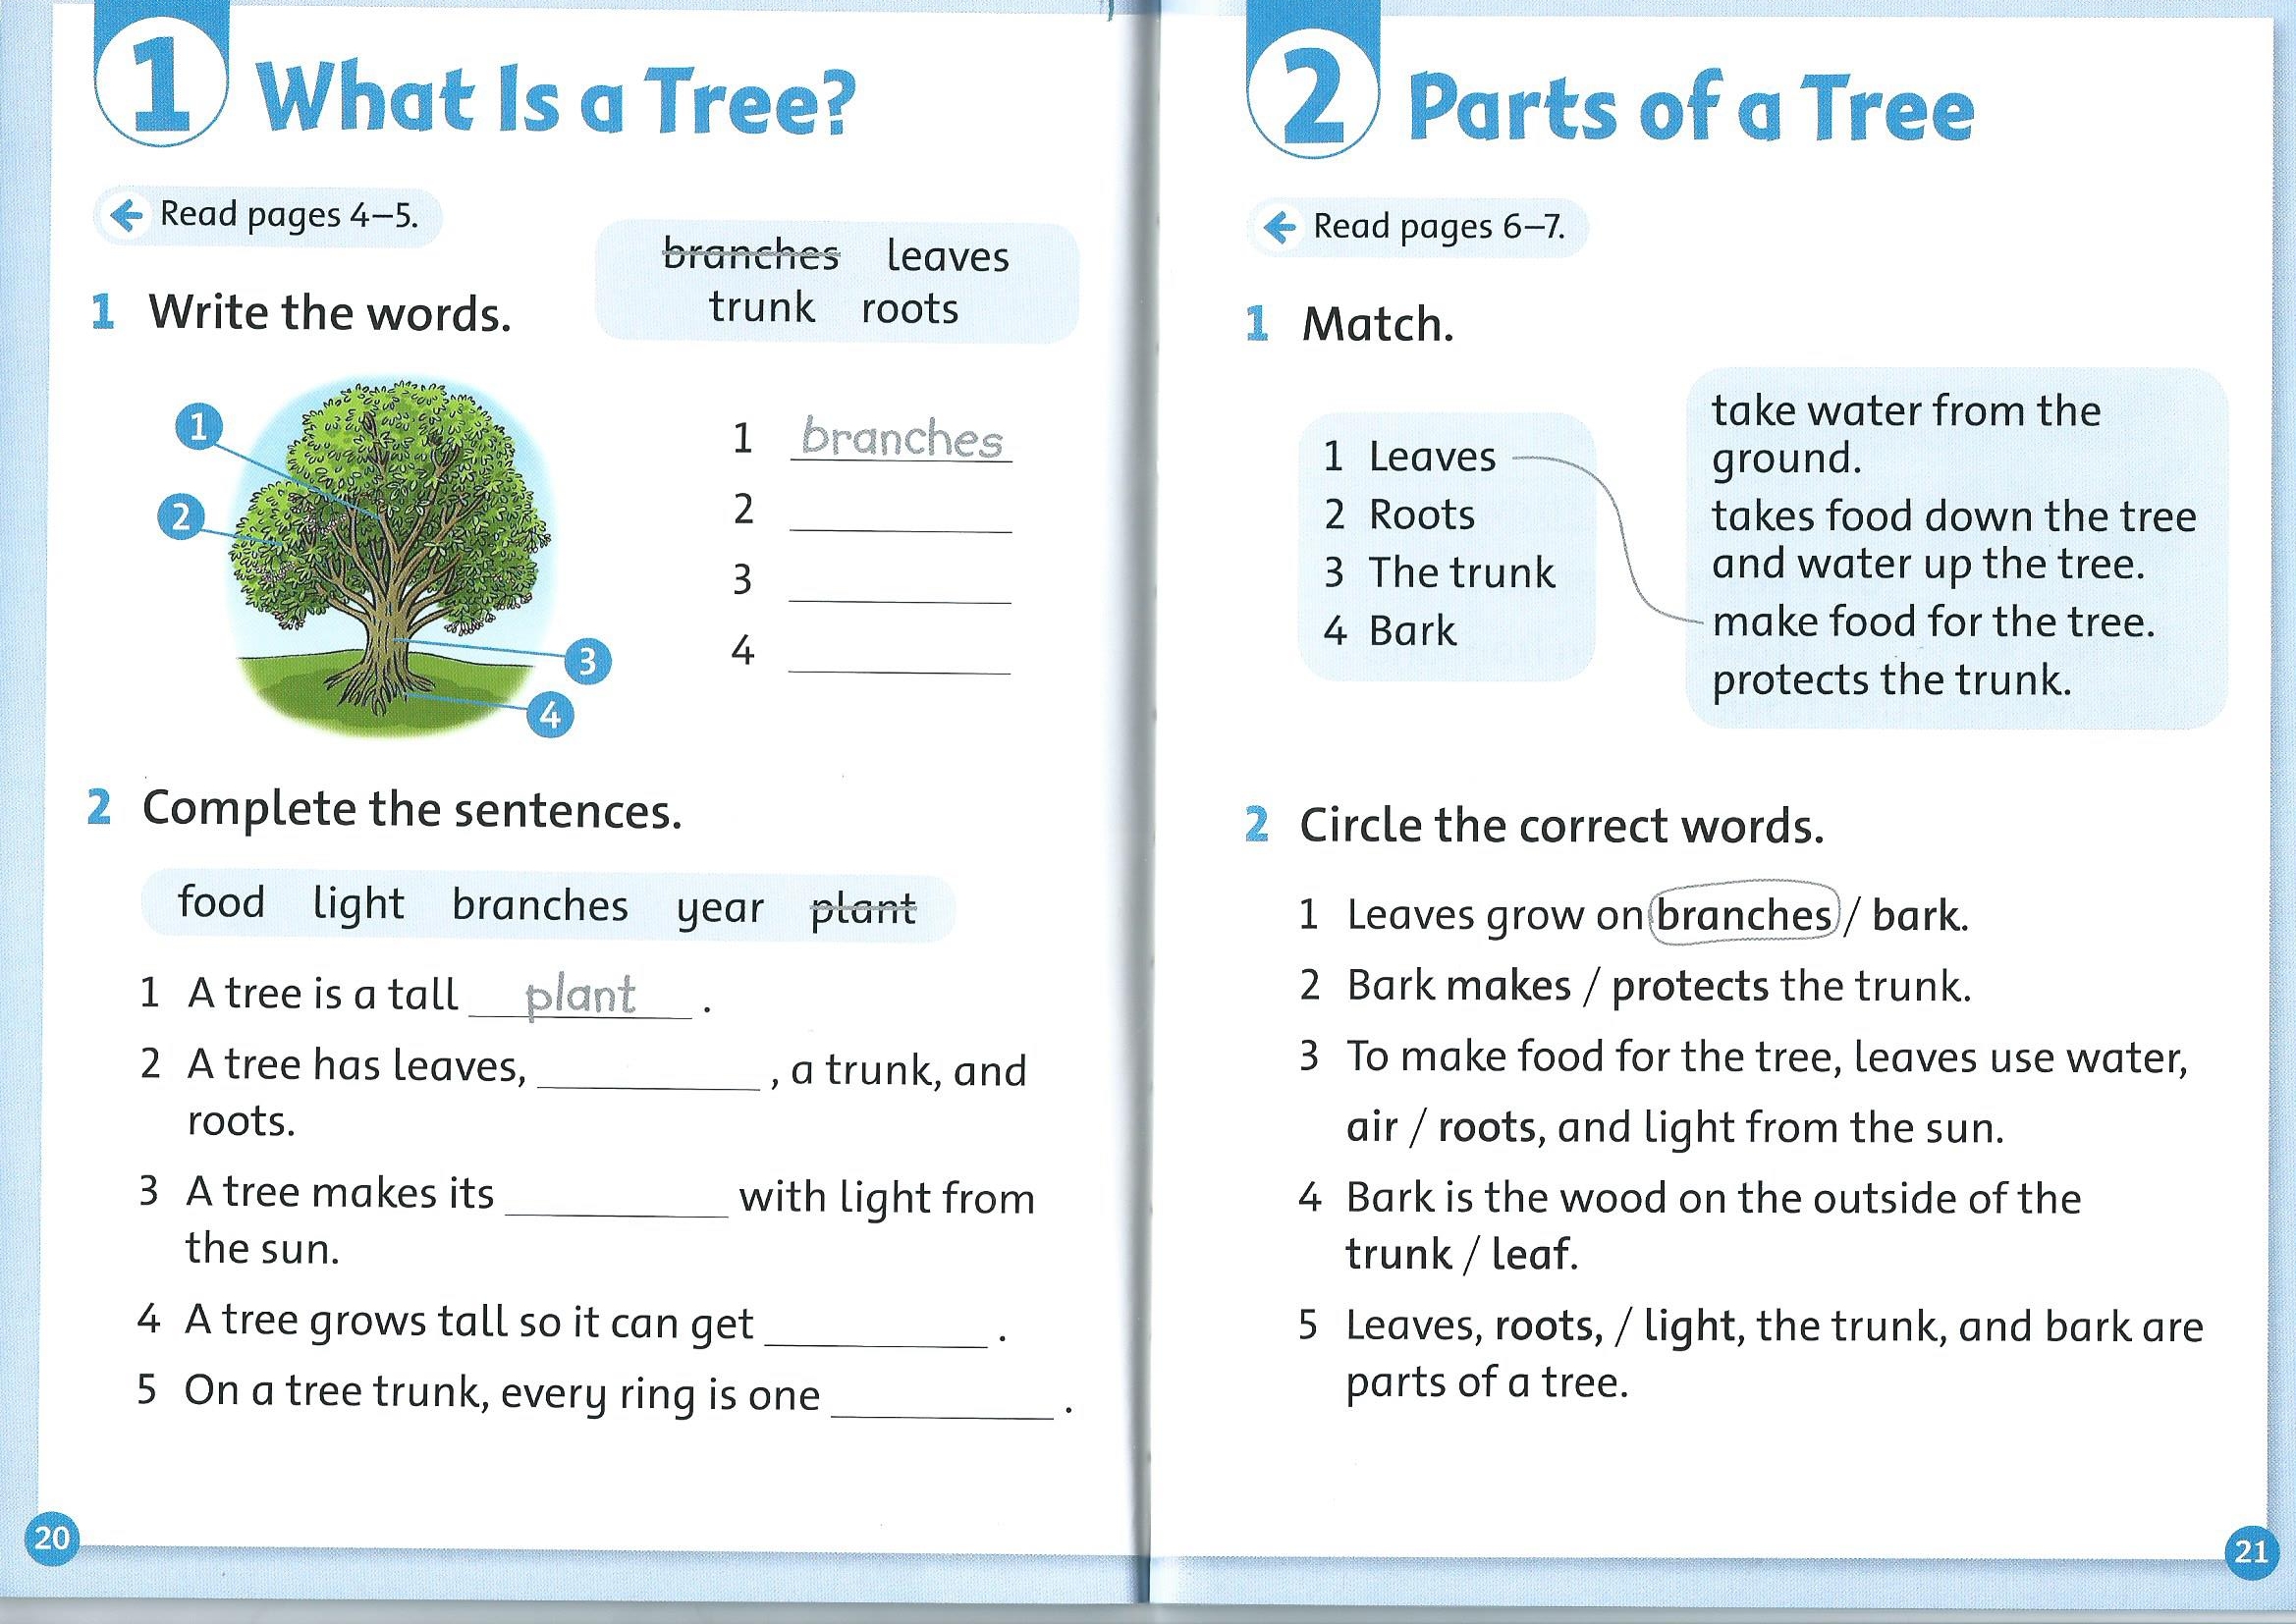 1 What Is a Tree?
← Read pages 4–5.
branches leaves
trunk roots
1 Write the words.
1
2
3
4
1 branches
2
3
4
2 Complete the sentences.
food light branches year plant
1 A tree is a tall plant .
2 A tree has leaves, __________ , a trunk, and
roots.
3 A tree makes its __________ with light from
the sun.
4 A tree grows tall so it can get __________ .
5 On a tree trunk, every ring is one __________ .
20
2 Parts of a Tree
← Read pages 6–7.
1 Match.
1 Leaves
2 Roots
3 The trunk
4 Bark
take water from the
ground.
takes food down the tree
and water up the tree.
make food for the tree.
protects the trunk.
2 Circle the correct words.
1 Leaves grow on branches / bark.
2 Bark makes / protects the trunk.
3 To make food for the tree, leaves use water,
air / roots, and light from the sun.
4 Bark is the wood on the outside of the
trunk / leaf.
5 Leaves, roots, / light, the trunk, and bark are
parts of a tree.
21